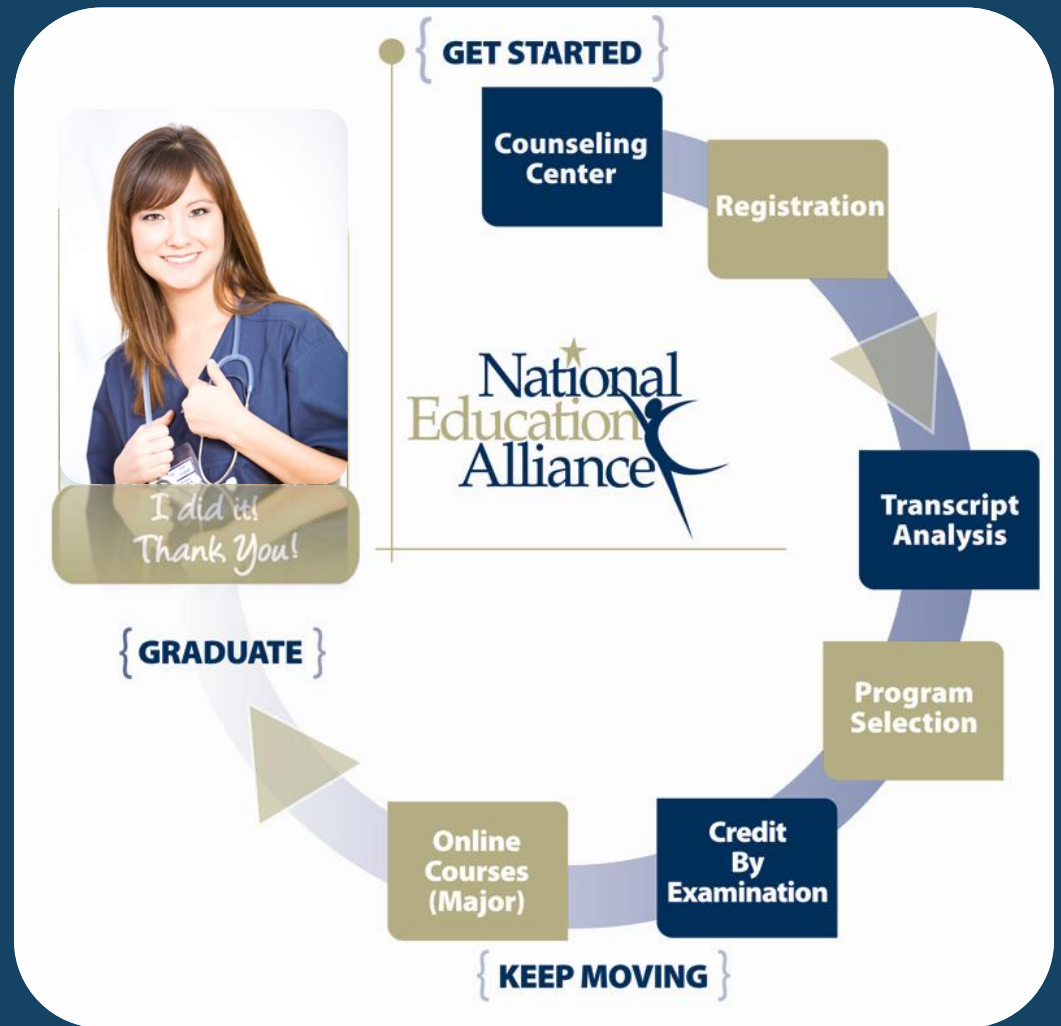 { GET STARTED }
Counseling
Center
Registration
National
Education
Alliance
Transcript
Analysis
I did it!
Thank You!
{ GRADUATE }
Program
Selection
Credit
By
Examination
Online
Courses
(Major)
{ KEEP MOVING }